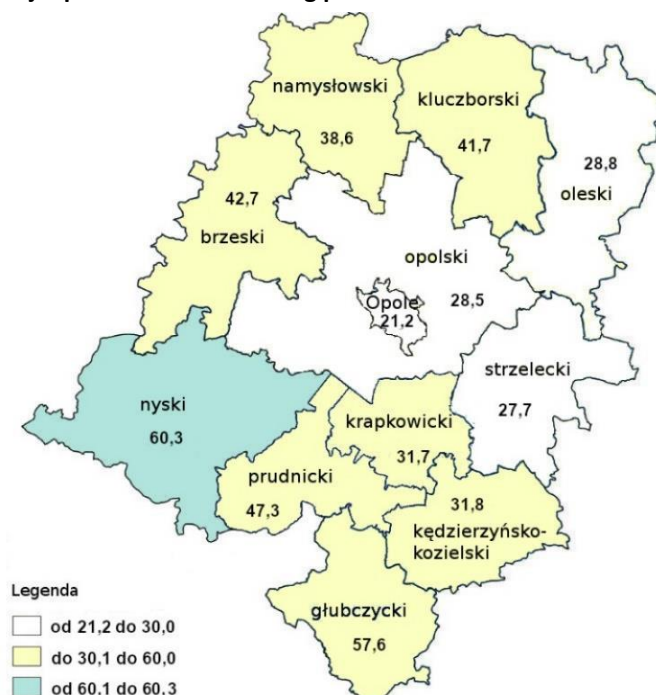 namysłowski
38,6
kluczborski
41,7
28,8
oleski
42,7
brzeski
opolski
28,5
Opole
21,2
strzelecki
27,7
nyski
60,3
krapkowicki
31,7
prudnicki
47,3
31,8
kędzierzyńsko-
kozielski
głubczycki
57,6
Legenda
od 21,2 do 30,0
do 30,1 do 60,0
od 60,1 do 60,3